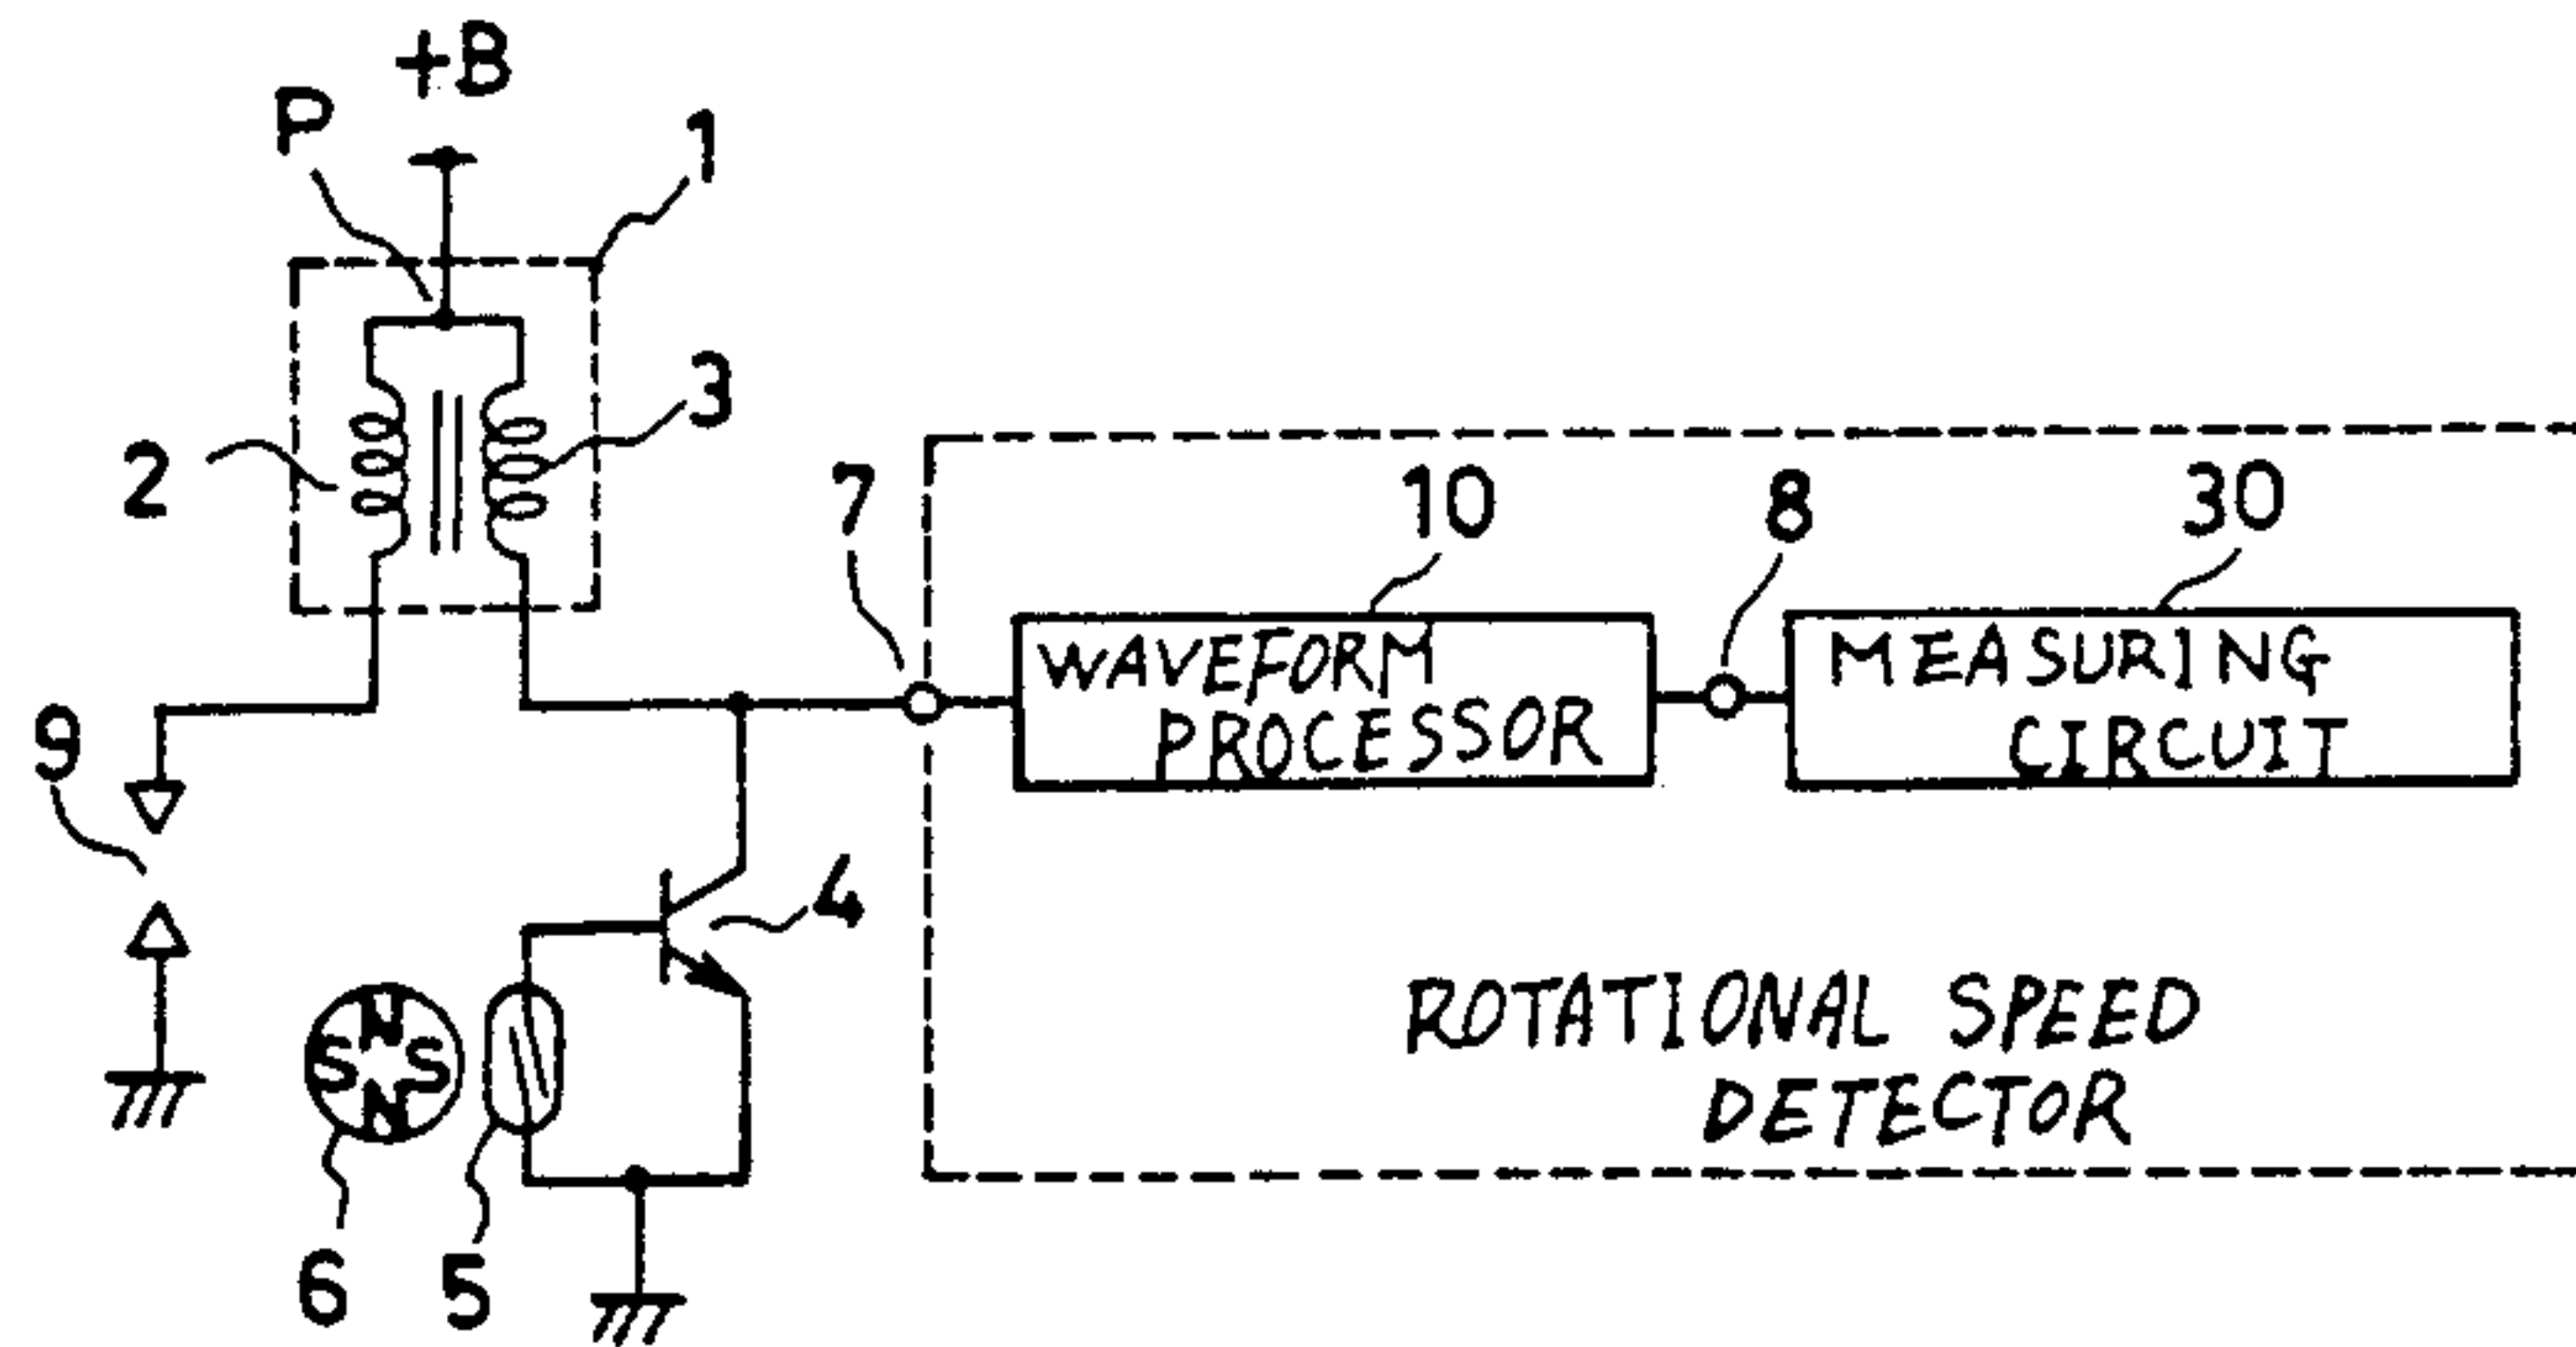 +B
P
1
3
2
7
10
8
30
WAVEFORM
PROCESSOR
MEASURING
CIRCUIT
9
4
N
S S
N
ROTATIONAL SPEED
DETECTOR
6
5